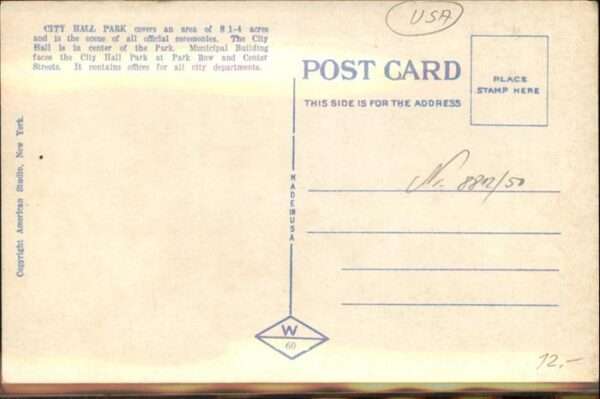 USA
CITY HALL PARK covers an area of 8 1-4 acres
and is the scene of all official ceremonies. The City
Hall is in center of the Park. Municipal Building
faces the City Hall Park at Park Row and Center
Streets. It contains offices for all city departments.
POST CARD
THIS SIDE IS FOR THE ADDRESS
PLACE
STAMP HERE
Copyright American Studio, New York.
MADE IN USA
Nr. 8802/50
W
60
12.-